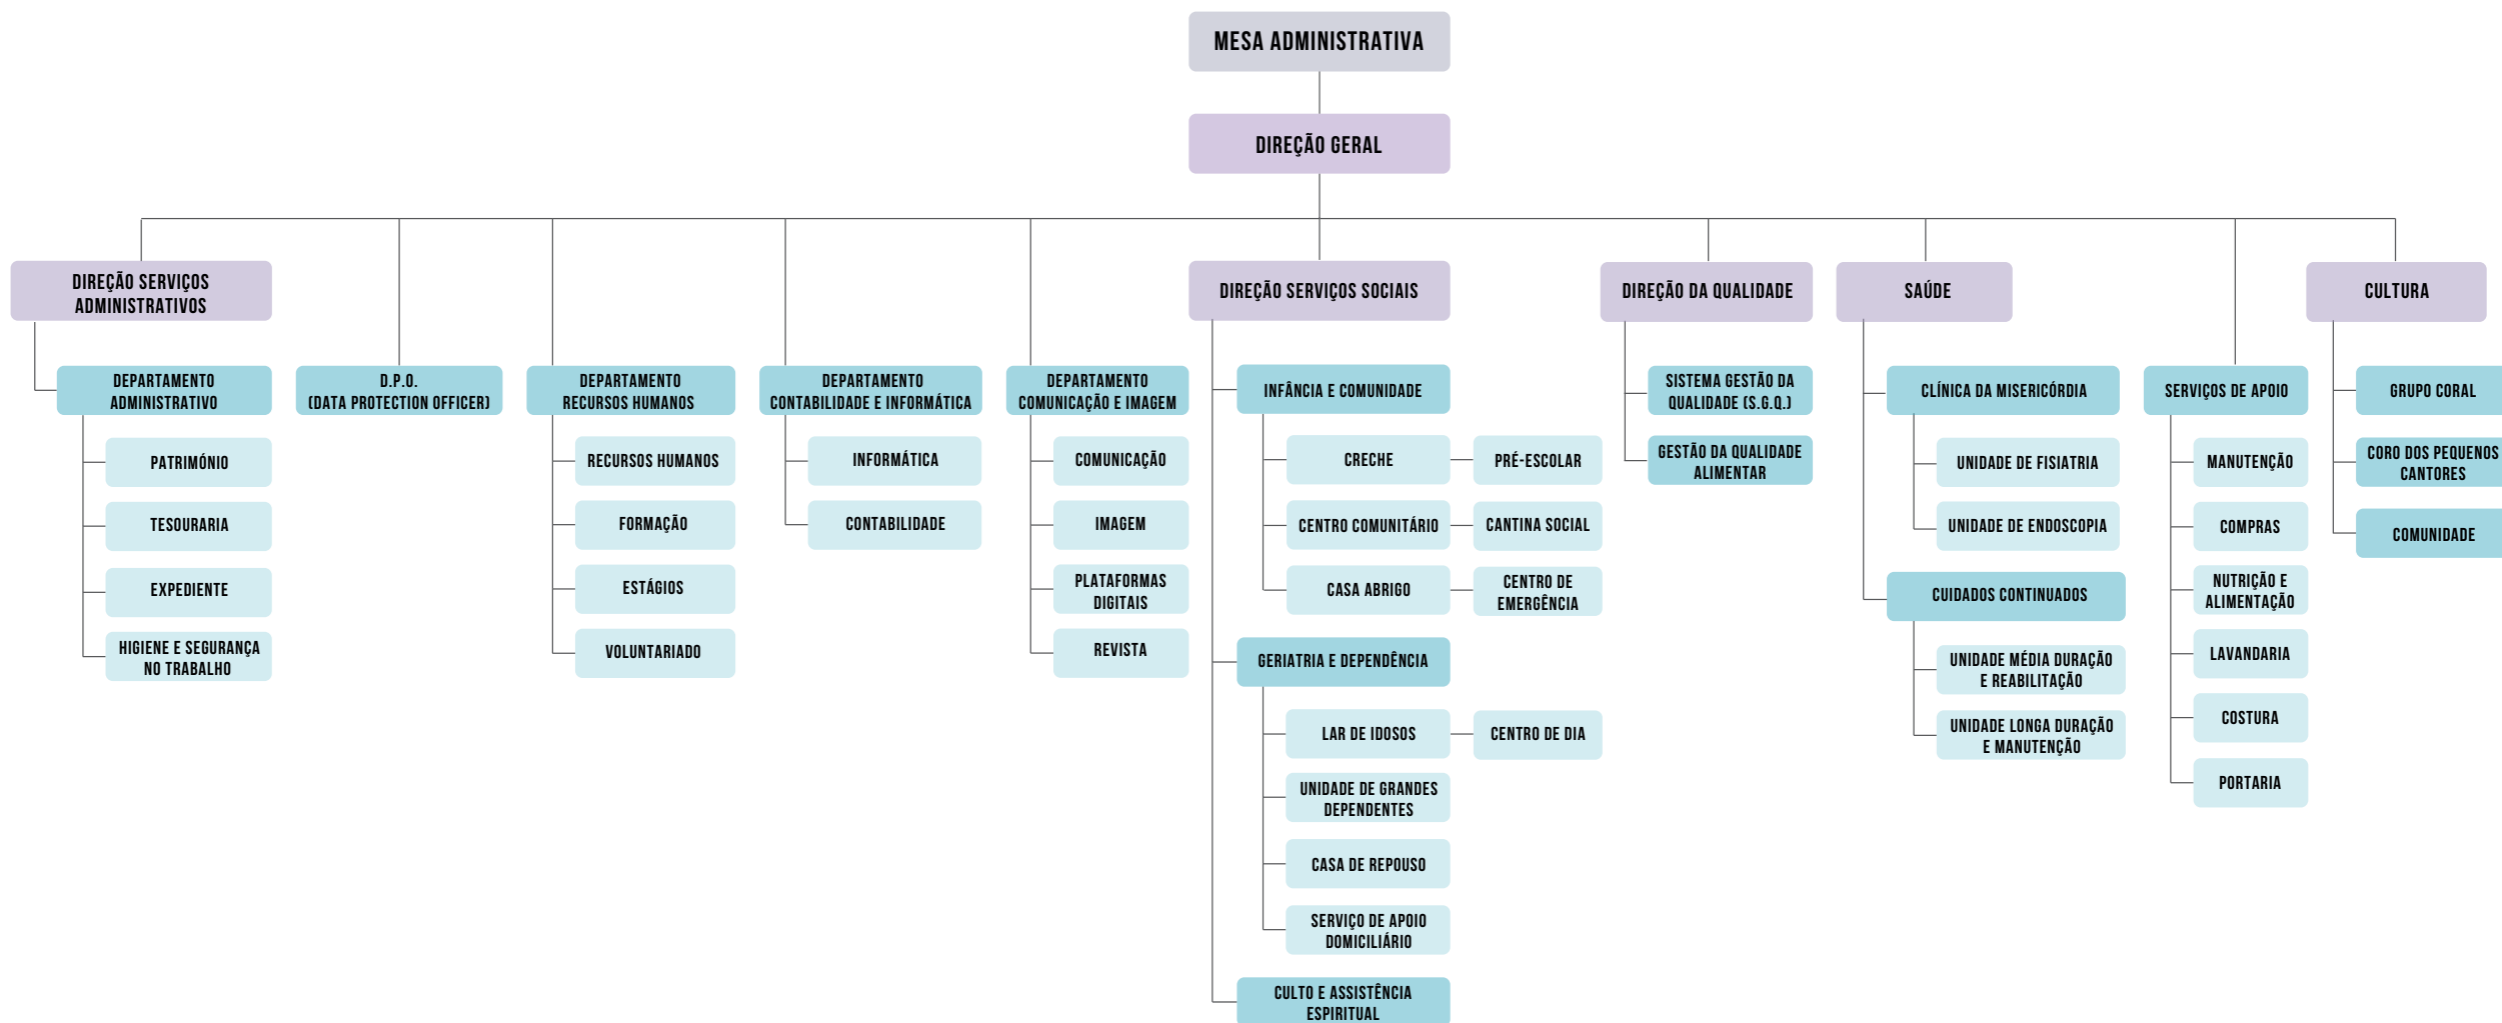 MESA ADMINISTRATIVA
DIREÇÃO GERAL
DIREÇÃO SERVIÇOS
ADMINISTRATIVOS
DEPARTAMENTO
ADMINISTRATIVO
PATRIMÓNIO
TESOURARIA
EXPEDIENTE
HIGIENE E SEGURANÇA
NO TRABALHO
D.P.O.
(DATA PROTECTION OFFICER)
DEPARTAMENTO
RECURSOS HUMANOS
RECURSOS HUMANOS
FORMAÇÃO
ESTÁGIOS
VOLUNTARIADO
DEPARTAMENTO
CONTABILIDADE E INFORMÁTICA
INFORMÁTICA
CONTABILIDADE
DEPARTAMENTO
COMUNICAÇÃO E IMAGEM
COMUNICAÇÃO
IMAGEM
PLATAFORMAS
DIGITAIS
REVISTA
DIREÇÃO SERVIÇOS SOCIAIS
INFÂNCIA E COMUNIDADE
CRECHE
PRÉ-ESCOLAR
CENTRO COMUNITÁRIO
CANTINA SOCIAL
CASA ABRIGO
CENTRO DE
EMERGÊNCIA
GERIATRIA E DEPENDÊNCIA
LAR DE IDOSOS
CENTRO DE DIA
UNIDADE DE GRANDES
DEPENDENTES
CASA DE REPOUSO
SERVIÇO DE APOIO
DOMICILIÁRIO
CULTO E ASSISTÊNCIA
ESPIRITUAL
DIREÇÃO DA QUALIDADE
SISTEMA GESTÃO DA
QUALIDADE (S.G.Q.)
GESTÃO DA QUALIDADE
ALIMENTAR
SAÚDE
CLÍNICA DA MISERICÓRDIA
UNIDADE DE FISIATRIA
UNIDADE DE ENDOSCOPIA
CUIDADOS CONTINUADOS
UNIDADE MÉDIA DURAÇÃO
E REABILITAÇÃO
UNIDADE LONGA DURAÇÃO
E MANUTENÇÃO
SERVIÇOS DE APOIO
MANUTENÇÃO
COMPRAS
NUTRIÇÃO E
ALIMENTAÇÃO
LAVANDARIA
COSTURA
PORTARIA
CULTURA
GRUPO CORAL
CORO DOS PEQUENOS
CANTORES
COMUNIDADE